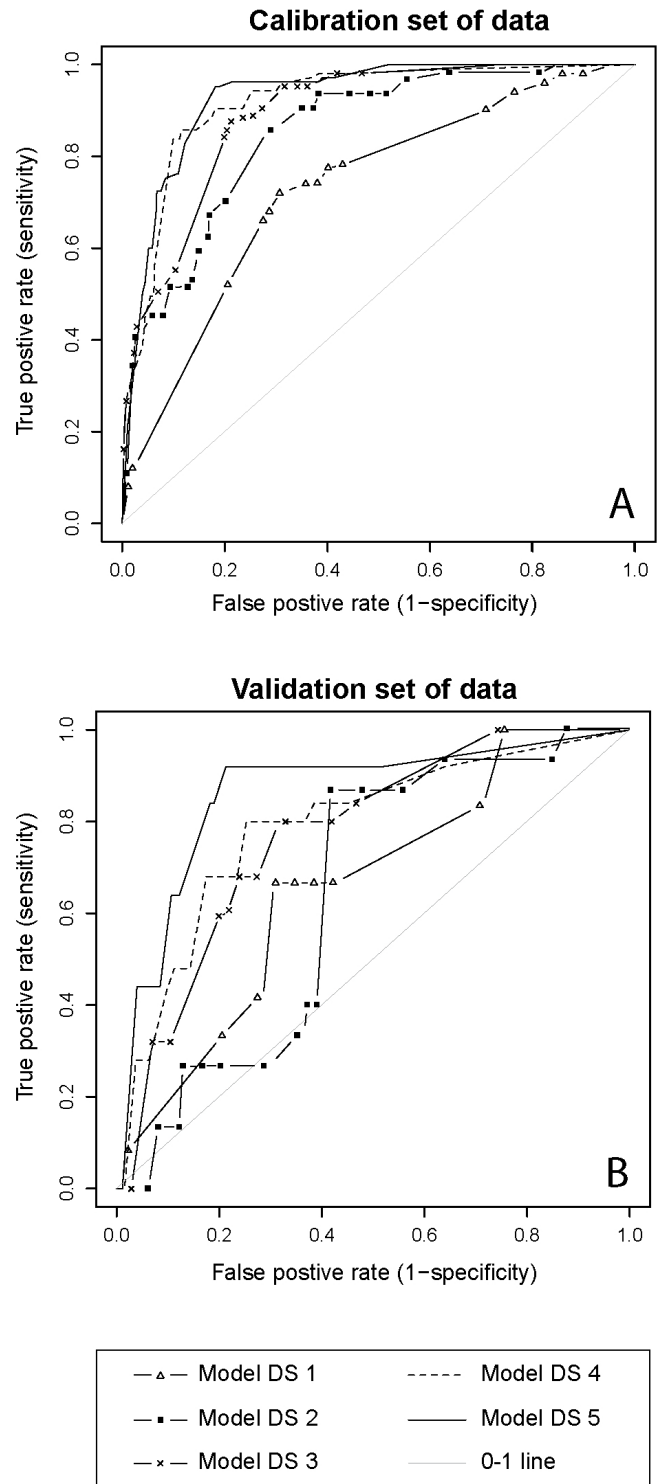 Calibration set of data
True postive rate (sensitivity)
1.0
0.8
0.6
0.4
0.2
0.0
A
0.0 0.2 0.4 0.6 0.8 1.0
False postive rate (1−specificity)
Validation set of data
True postive rate (sensitivity)
1.0
0.8
0.6
0.4
0.2
0.0
B
0.0 0.2 0.4 0.6 0.8 1.0
False postive rate (1−specificity)
Model DS 1
Model DS 2
Model DS 3
Model DS 4
Model DS 5
0-1 line